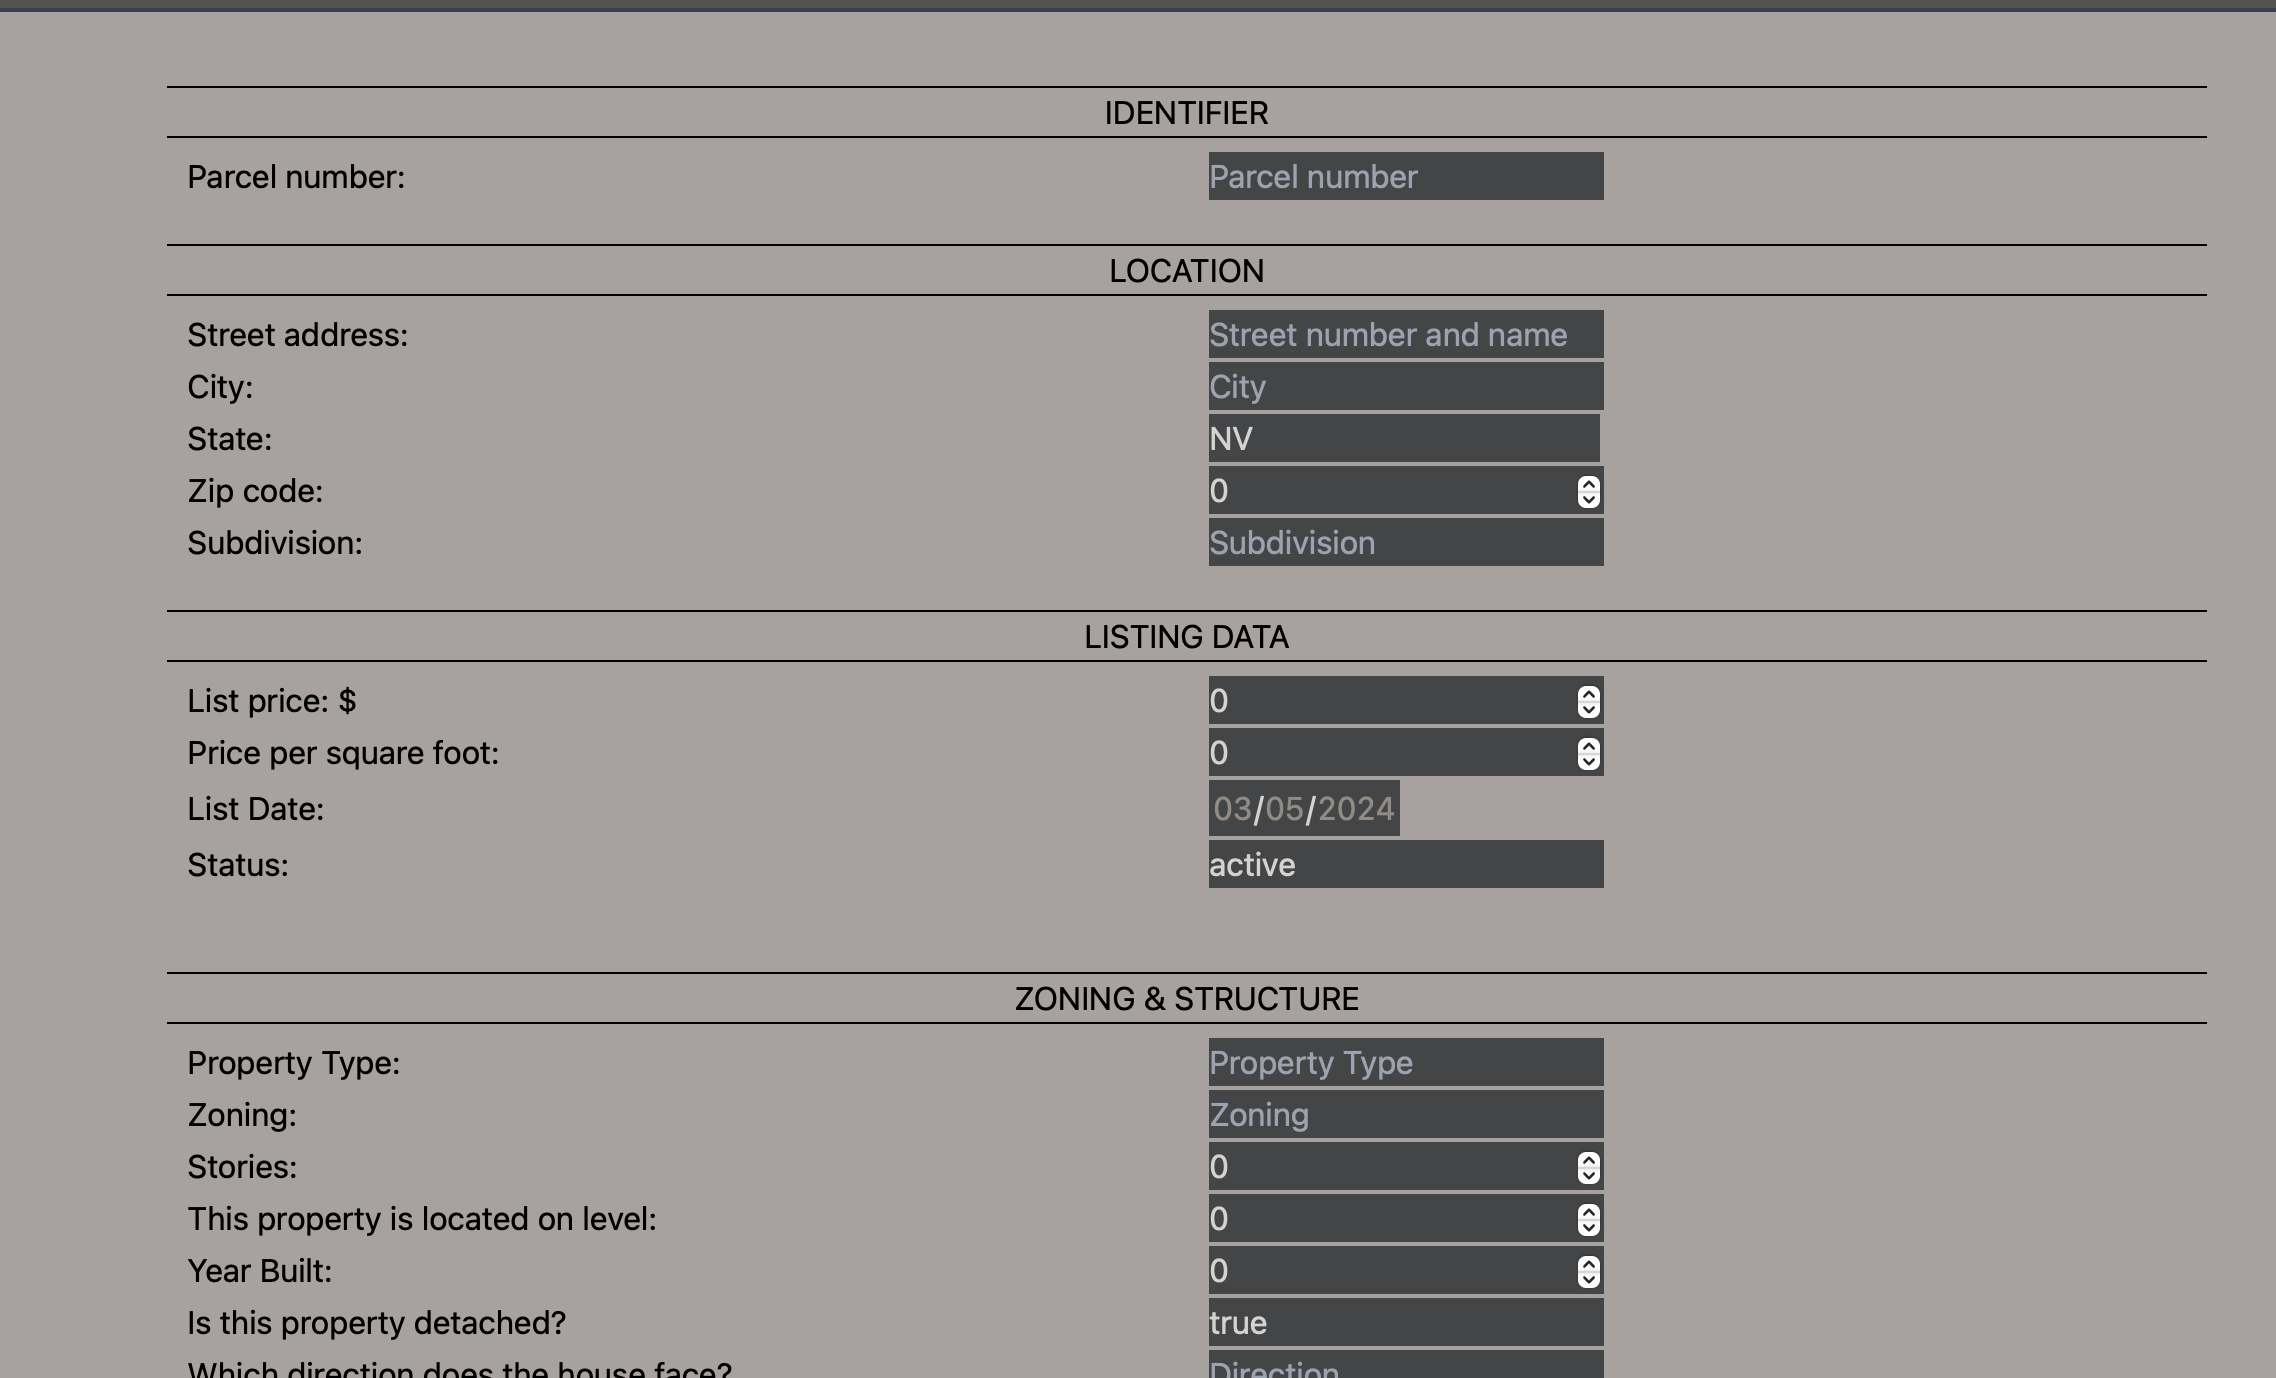 IDENTIFIER
Parcel number: Parcel number
LOCATION
Street address: Street number and name
City: City
State: NV
Zip code: 0
Subdivision: Subdivision
LISTING DATA
List price: $ 0
Price per square foot: 0
List Date: 03/05/2024
Status: active
ZONING & STRUCTURE
Property Type: Property Type
Zoning: Zoning
Stories: 0
This property is located on level: 0
Year Built: 0
Is this property detached? true
Which direction does the house face? Direction